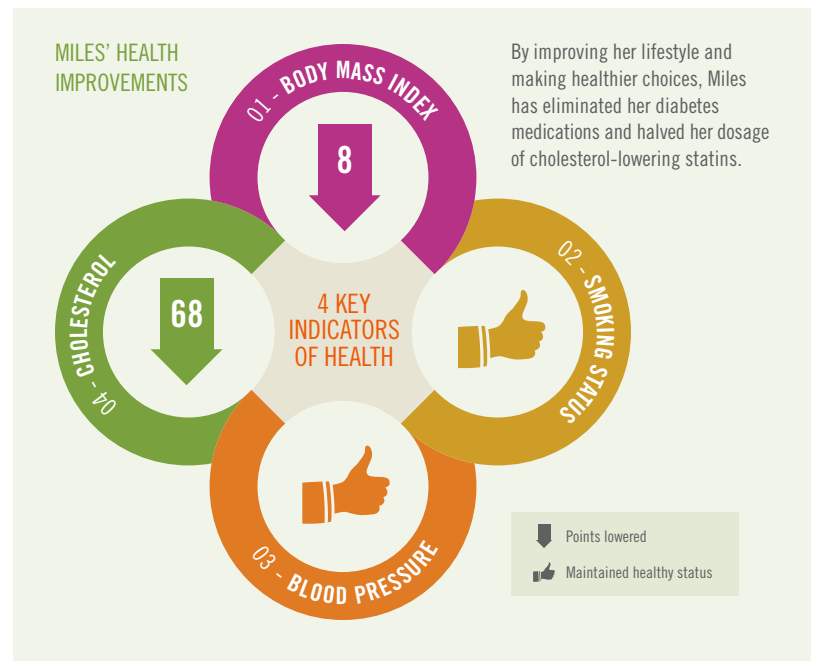 MILES' HEALTH
IMPROVEMENTS
By improving her lifestyle and
making healthier choices, Miles
has eliminated her diabetes
medications and halved her dosage
of cholesterol-lowering statins.
01 - BODY MASS INDEX
8
02 - SMOKING STATUS
03 - BLOOD PRESSURE
04 - CHOLESTEROL
68
4 KEY
INDICATORS
OF HEALTH
Points lowered
Maintained healthy status